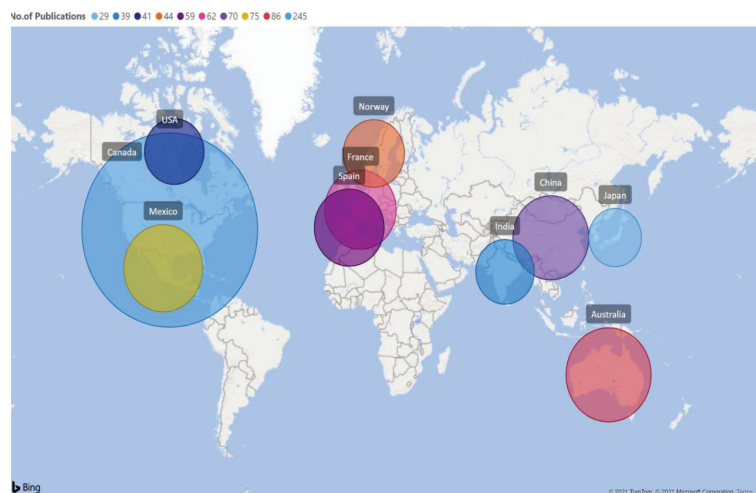 No.of Publications 29 39 41 44 59 62 70 75 86 245
USA
Norway
Canada
France
Spain
China
Japan
Mexico
India
Australia
Bing
© 2021 TomTom, © 2021 Microsoft Corporation, Terms